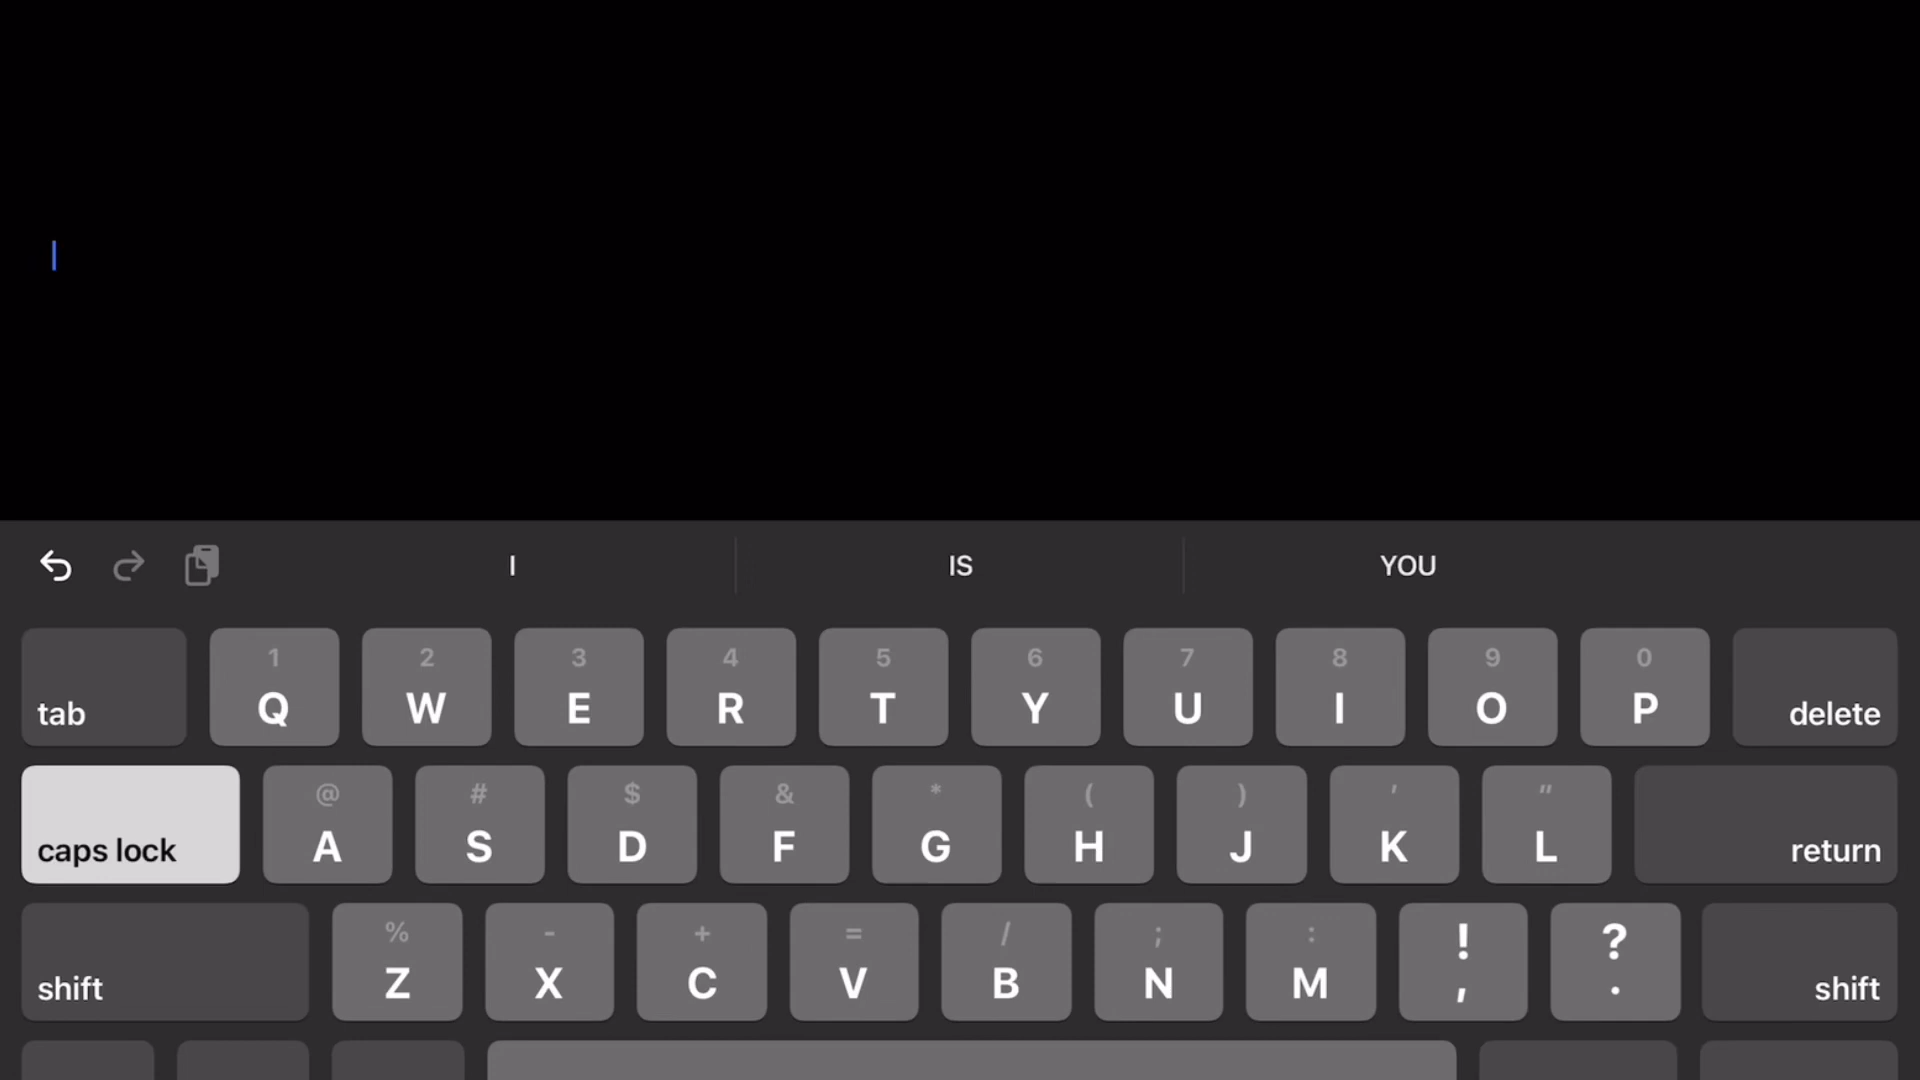 I IS YOU
1 2 3 4 5 6 7 8 9 0
tab Q W E R T Y U I O P delete
@ # $ & * ( ) ' "
caps lock A S D F G H J K L return
% - + = / ; : ! ?
shift Z X C V B N M , . shift